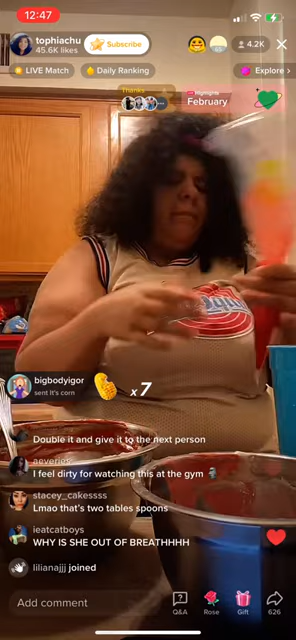 12:47
tophiachu
45.6K likes
Subscribe
4.2K
LIVE Match
Daily Ranking
Explore >
Thanks
highlights
February
bigbodyigor
sent It's corn
x7
Double it and give it to the next person
I feel dirty for watching this at the gym
stacey_cakessss
Lmao that's two tables spoons
ieatcatboys
WHY IS SHE OUT OF BREATHHHH
lilianajjj joined
Add comment
Q&A
Rose
Gift
626